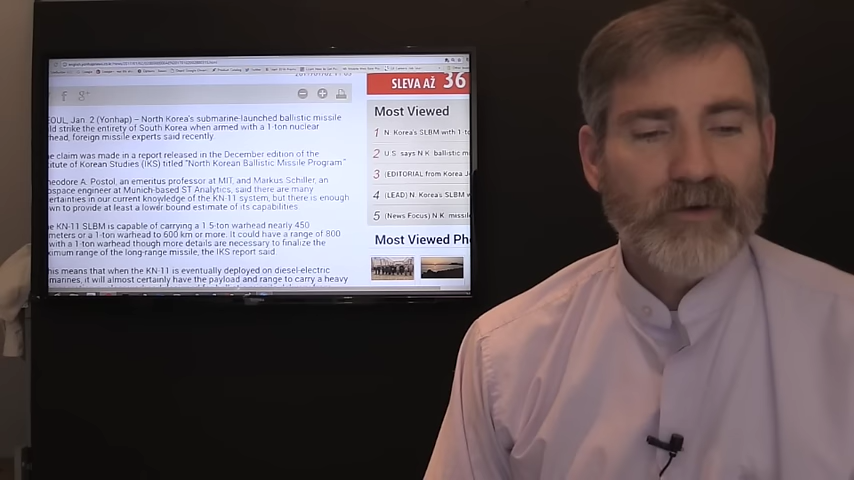 SLEVA AŽ 36
OUL, Jan. 2 (Yonhap) – North Korea's submarine-launched ballistic missile
ld strike the entirety of South Korea when armed with a 1-ton nuclear
head, foreign missile experts said recently
e claim was made in a report released in the December edition of the
itute of Korean Studies (IKS) titled "North Korean Ballistic Missile Program"
eodore A. Postol, an emeritus professor at MIT, and Markus Schiller, an
ospace engineer at Munich-based ST Analytics, said there are many
ertainties in our current knowledge of the KN-11 system, but there is enough
wn to provide at least a lower bound estimate of its capabilities
e KN-11 SLBM is capable of carrying a 1.5-ton warhead nearly 450
meters or a 1-ton warhead to 600 km or more. It could have a range of 800
with a 1-ton warhead though more details are necessary to finalize the
imum range of the long-range missile, the IKS report said
his means that when the KN-11 is eventually deployed on diesel-electric
marines, it will almost certainly have the payload and range to carry a heavy
Most Viewed
1 N. Korea's SLBM with 1-to
2 U.S. says N.K. ballistic m
3 (EDITORIAL from Korea J
4 (LEAD) N. Korea's SLBM w
5 (News Focus) N.K. missile
Most Viewed Ph